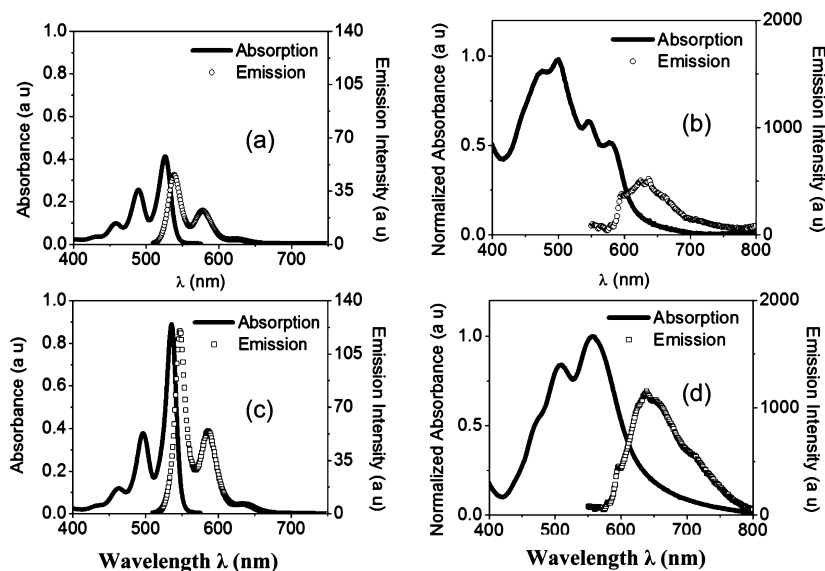 Absorption
Emission
(a)
Absorbance (a u)
Emission Intensity (a u)
1.0
0.8
0.6
0.4
0.2
0.0
140
105
70
35
0
400 500 600 700
λ (nm)
Absorption
Emission
(b)
Normalized Absorbance (a u)
Emission Intensity (a u)
1.0
0.5
0.0
2000
1000
0
400 500 600 700 800
λ (nm)
Absorption
Emission
(c)
Absorbance (a u)
Emission Intensity (a u)
1.0
0.8
0.6
0.4
0.2
0.0
120
90
60
45
0
400 500 600 700
Wavelength λ (nm)
Absorption
Emission
(d)
Normalized Absorbance (a u)
Emission Intensity (a u)
1.0
0.5
0.0
2000
1000
0
400 500 600 700 800
Wavelength λ (nm)